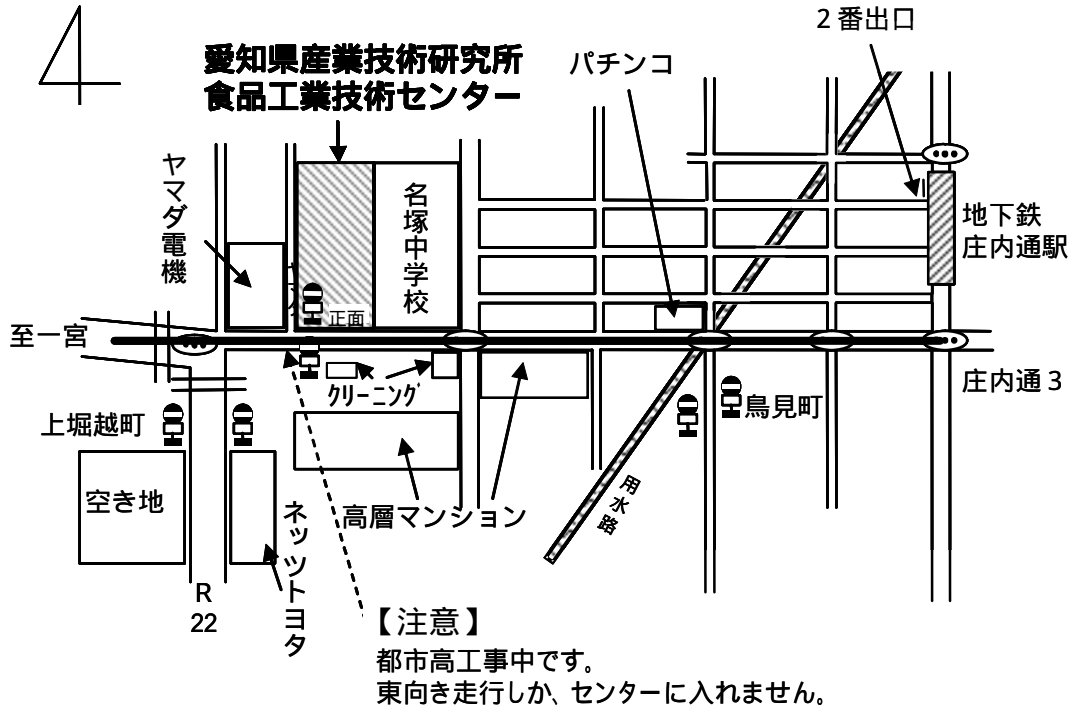 2番出口
愛知県産業技術研究所
食品工業技術センター
パチンコ
ヤマダ電機
名塚中学校
地下鉄
庄内通駅
正面
至一宮
クリーニング
庄内通3
上堀越町
鳥見町
空き地
高層マンション
用水路
ネッツトヨタ
R
22
【注意】
都市高工事中です。
東向き走行しか、センターに入れません。